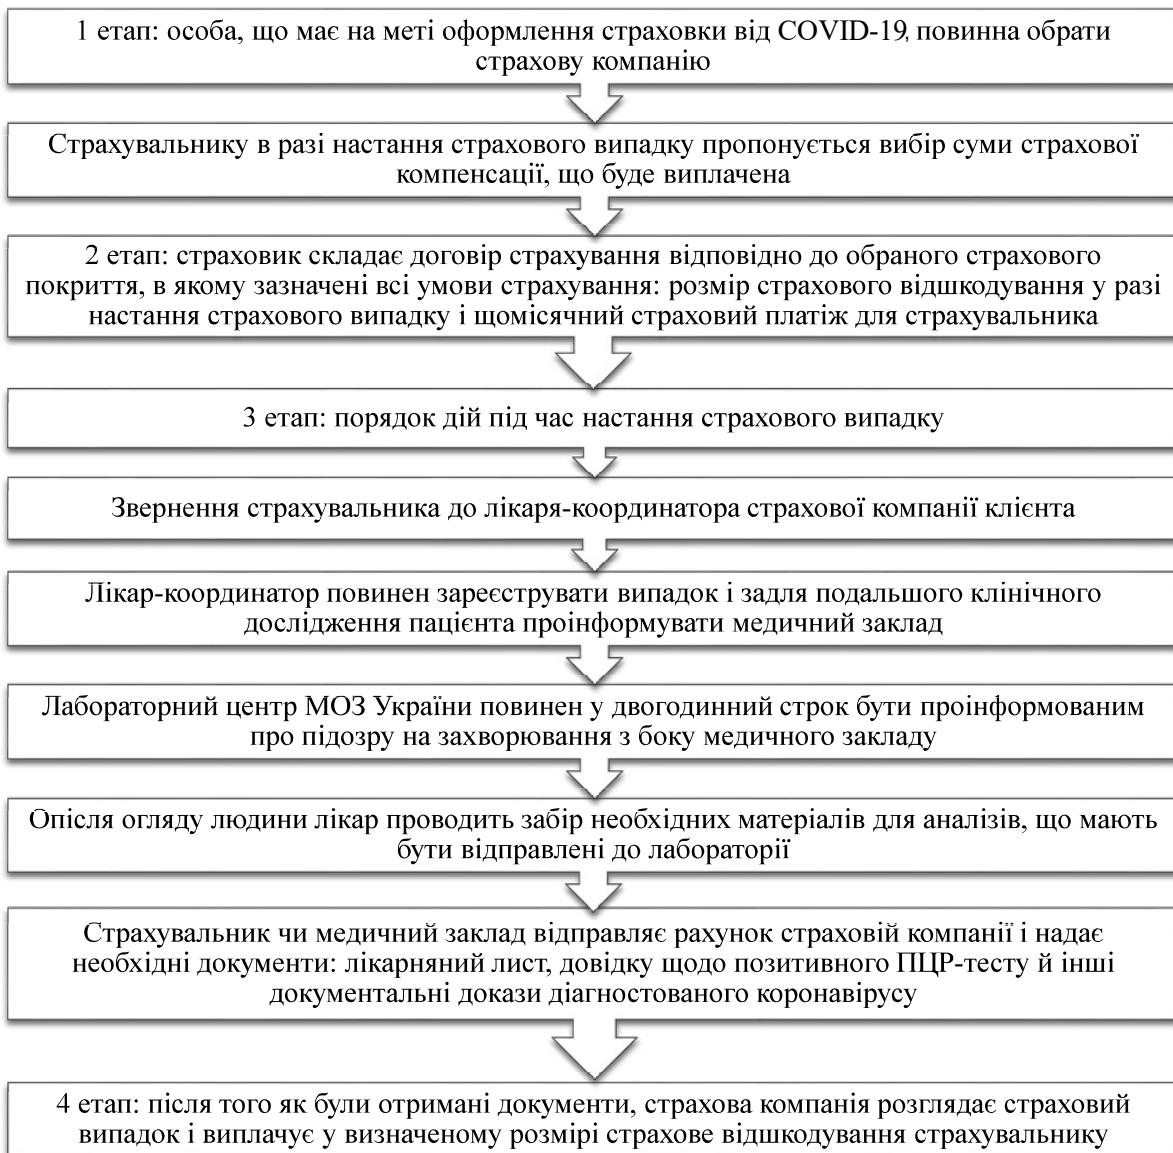 1 етап: особа, що має на меті оформлення страховки від COVID-19, повинна обрати
страхову компанію
Страхувальнику в разі настання страхового випадку пропонується вибір суми страхової
компенсації, що буде виплачена
2 етап: страховик складає договір страхування відповідно до обраного страхового
покриття, в якому зазначені всі умови страхування: розмір страхового відшкодування у разі
настання страхового випадку і щомісячний страховий платіж для страхувальника
3 етап: порядок дій під час настання страхового випадку
Звернення страхувальника до лікаря-координатора страхової компанії клієнта
Лікар-координатор повинен зареєструвати випадок і задля подальшого клінічного
дослідження пацієнта проінформувати медичний заклад
Лабораторний центр МОЗ України повинен у двогодинний строк бути проінформованим
про підозру на захворювання з боку медичного закладу
Опісля огляду людини лікар проводить забір необхідних матеріалів для аналізів, що мають
бути відправлені до лабораторії
Страхувальник чи медичний заклад відправляє рахунок страховій компанії і надає
необхідні документи: лікарняний лист, довідку щодо позитивного ПЦР-тесту й інші
документальні докази діагностованого коронавірусу
4 етап: після того як були отримані документи, страхова компанія розглядає страховий
випадок і виплачує у визначеному розмірі страхове відшкодування страхувальнику